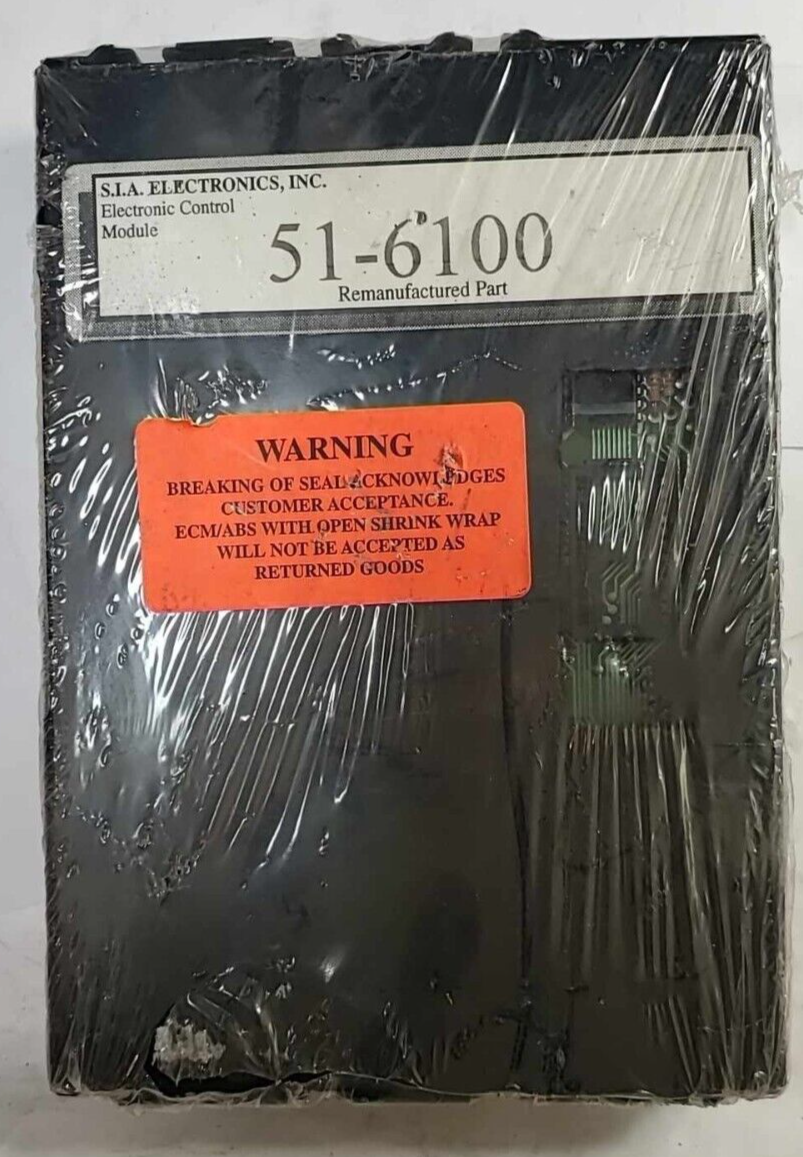 S.I.A. ELECTRONICS, INC.
Electronic Control
Module
51-6100
Remanufactured Part
WARNING
BREAKING OF SEAL ACKNOWLEDGES
CUSTOMER ACCEPTANCE.
ECM/ABS WITH OPEN SHRINK WRAP
WILL NOT BE ACCEPTED AS
RETURNED GOODS